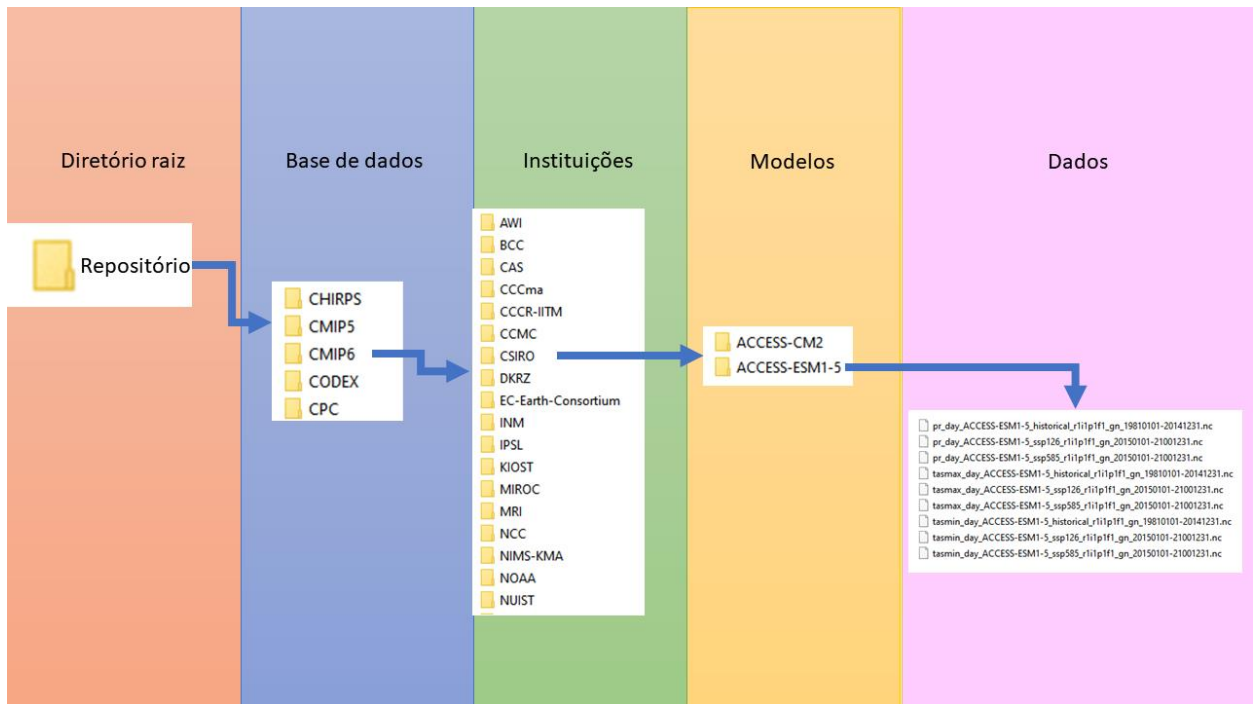 Diretório raiz
Base de dados
Instituições
Modelos
Dados
Repositório
CHIRPS
CMIP5
CMIP6
CODEX
CPC
AWI
BCC
CAS
CCCma
CCCR-IITM
CCMC
CSIRO
DKRZ
EC-Earth-Consortium
INM
IPSL
KIOST
MIROC
MRI
NCC
NIMS-KMA
NOAA
NUIST
ACCESS-CM2
ACCESS-ESM1-5
pr_day_ACCESS-ESM1-5_historical_r1i1p1f1_gn_19810101-20141231.nc
pr_day_ACCESS-ESM1-5_ssp126_r1i1p1f1_gn_20150101-21001231.nc
pr_day_ACCESS-ESM1-5_ssp585_r1i1p1f1_gn_20150101-21001231.nc
tasmax_day_ACCESS-ESM1-5_historical_r1i1p1f1_gn_19810101-20141231.nc
tasmax_day_ACCESS-ESM1-5_ssp126_r1i1p1f1_gn_20150101-21001231.nc
tasmax_day_ACCESS-ESM1-5_ssp585_r1i1p1f1_gn_20150101-21001231.nc
tasmin_day_ACCESS-ESM1-5_historical_r1i1p1f1_gn_19810101-20141231.nc
tasmin_day_ACCESS-ESM1-5_ssp126_r1i1p1f1_gn_20150101-21001231.nc
tasmin_day_ACCESS-ESM1-5_ssp585_r1i1p1f1_gn_20150101-21001231.nc